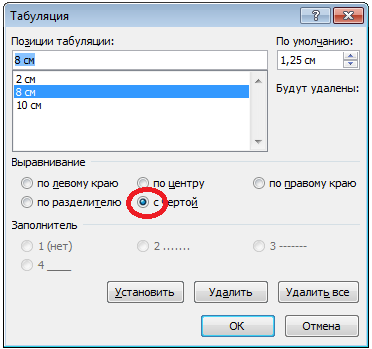 Табуляция
Позиции табуляции:
По умолчанию:
8 см
1,25 см
2 см
8 см
10 см
Будут удалены:
Выравнивание
по левому краю
по центру
по правому краю
по разделителю
с чертой
Заполнитель
1 (нет)
2 .......
3 -------
4 ____
Установить
Удалить
Удалить все
ОК
Отмена